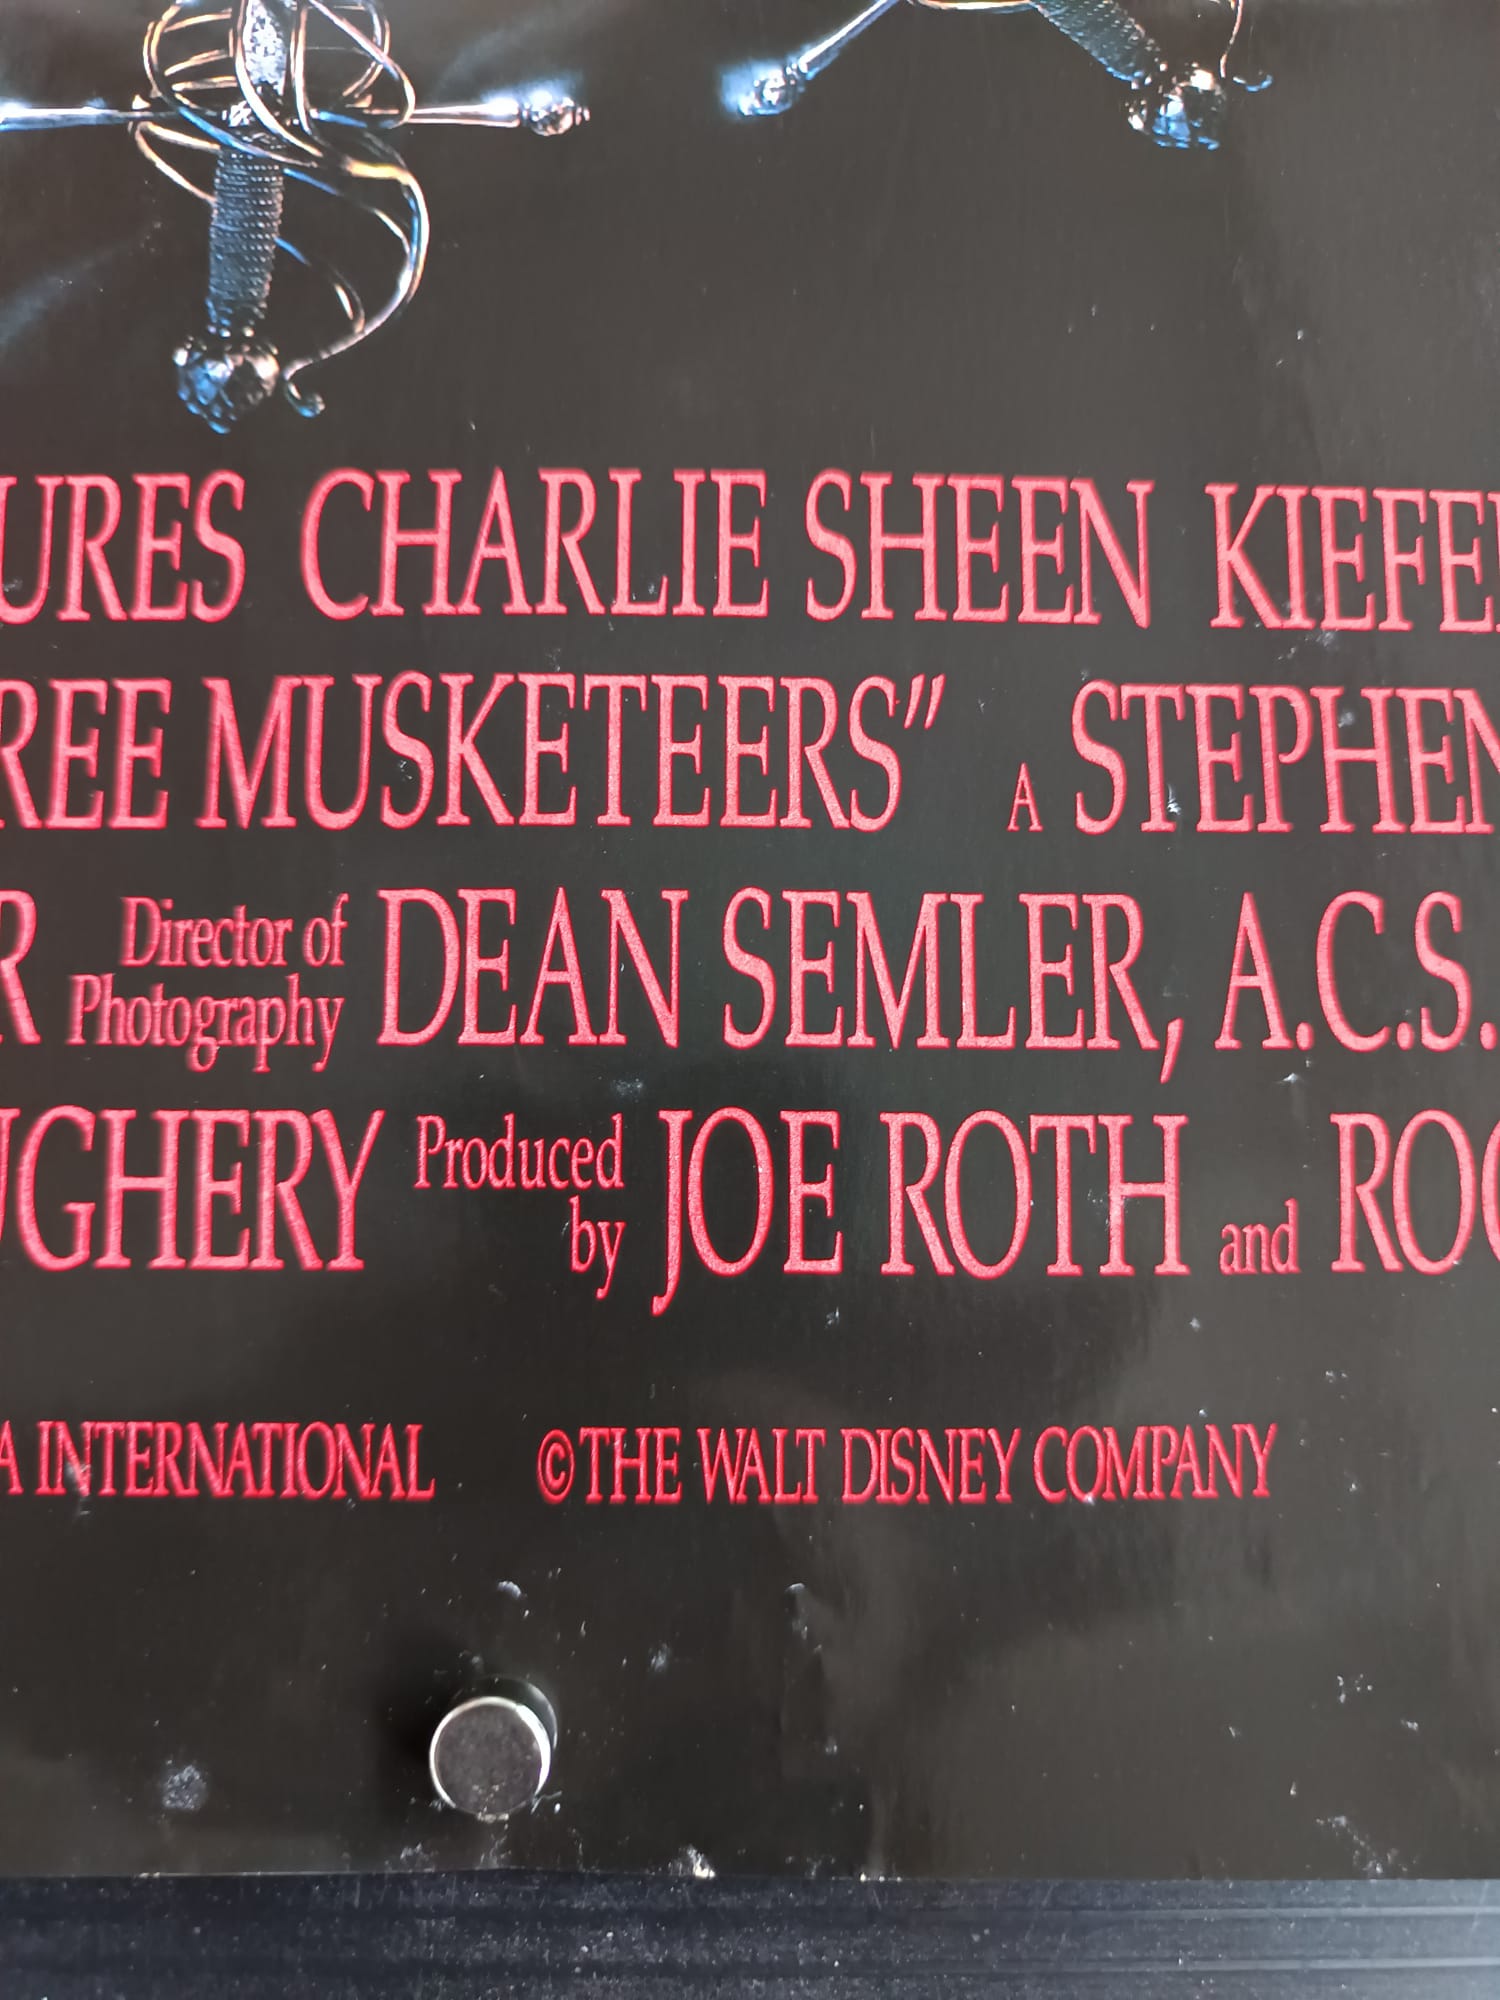 URES CHARLIE SHEEN KIEFE
REE MUSKETEERS” A STEPHEN
R Director of Photography DEAN SEMLER, A.C.S.
UGHERY Produced by JOE ROTH and RO
A INTERNATIONAL © THE WALT DISNEY COMPANY